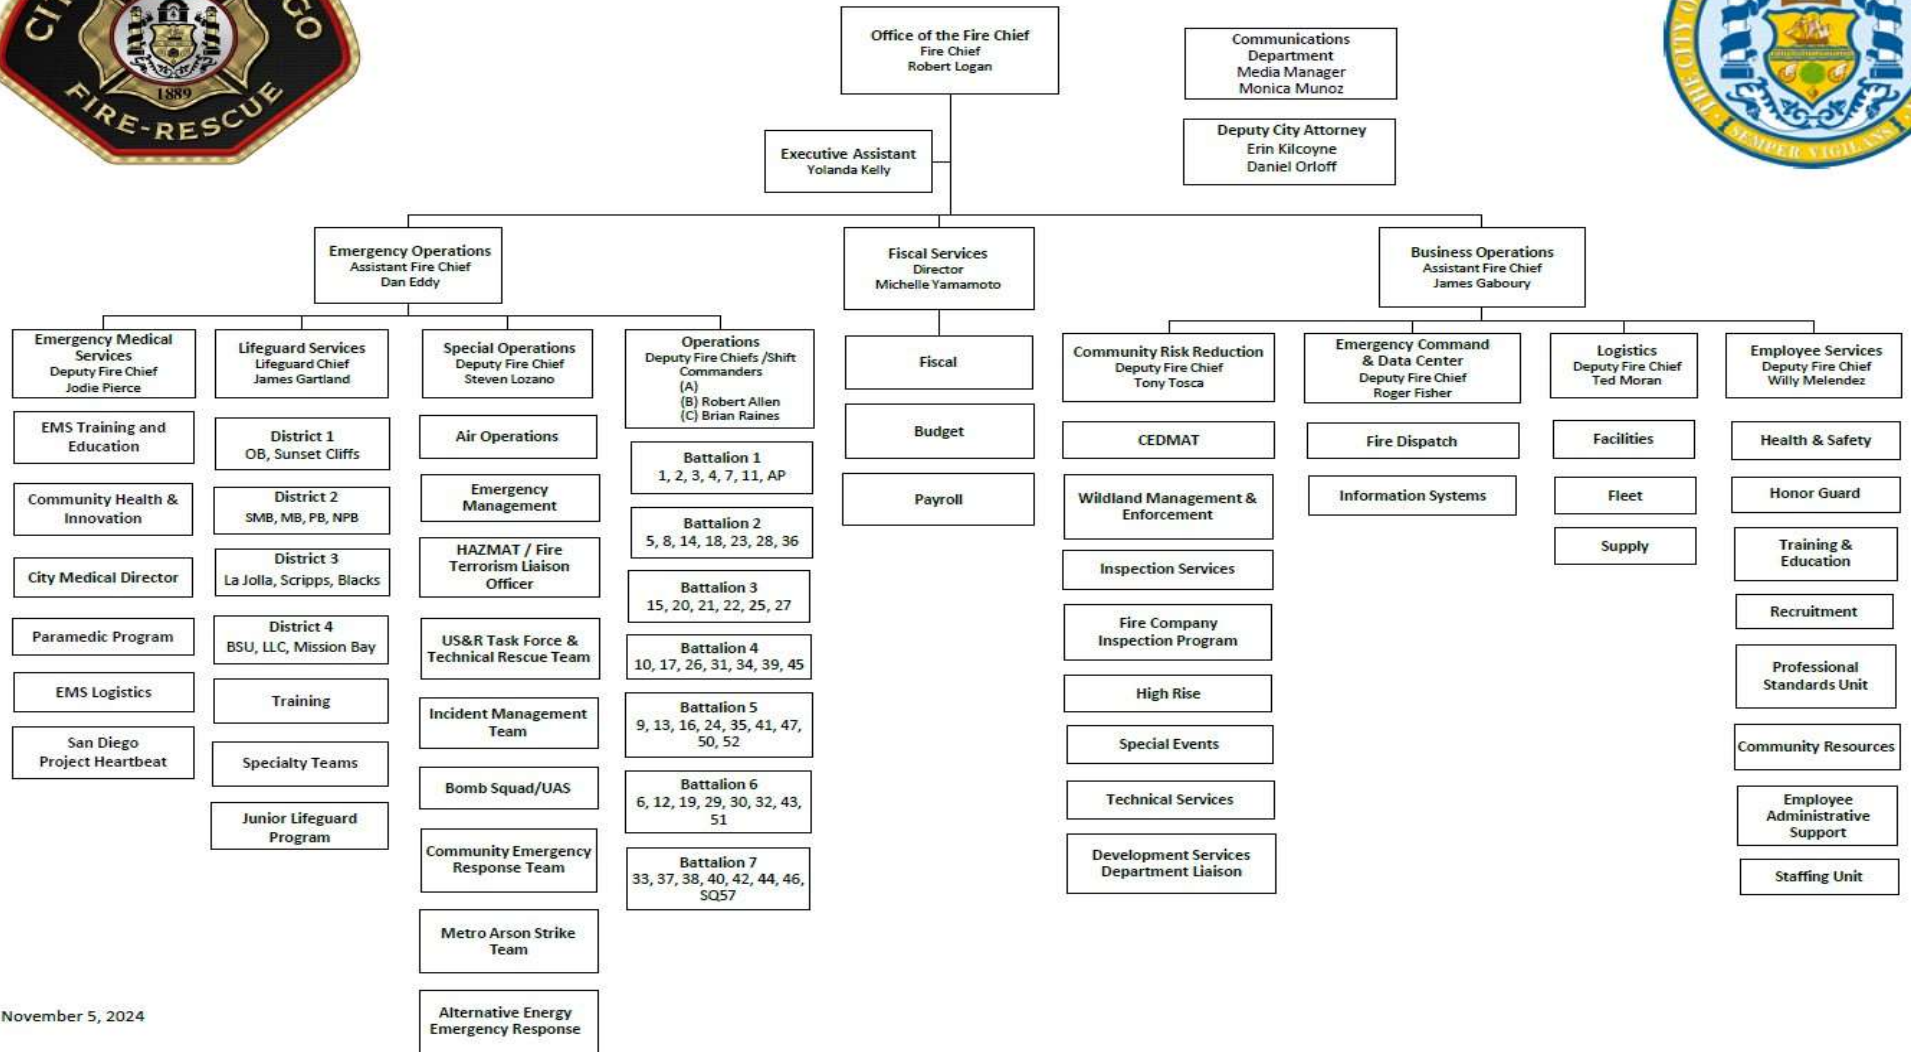 CIT
GO
1889
FIRE-RESCUE
THE CITY O
SEMPER VIGILANS
Office of the Fire Chief
Fire Chief
Robert Logan
Communications
Department
Media Manager
Monica Munoz
Deputy City Attorney
Erin Kilcoyne
Daniel Orloff
Executive Assistant
Yolanda Kelly
Emergency Operations
Assistant Fire Chief
Dan Eddy
Fiscal Services
Director
Michelle Yamamoto
Business Operations
Assistant Fire Chief
James Gaboury
Emergency Medical
Services
Deputy Fire Chief
Jodie Pierce
EMS Training and
Education
Community Health &
Innovation
City Medical Director
Paramedic Program
EMS Logistics
San Diego
Project Heartbeat
Lifeguard Services
Lifeguard Chief
James Gartland
District 1
OB, Sunset Cliffs
District 2
SMB, MB, PB, NPB
District 3
La Jolla, Scripps, Blacks
District 4
BSU, LLC, Mission Bay
Training
Specialty Teams
Junior Lifeguard
Program
Special Operations
Deputy Fire Chief
Steven Lozano
Air Operations
Emergency
Management
HAZMAT / Fire
Terrorism Liaison
Officer
US&R Task Force &
Technical Rescue Team
Incident Management
Team
Bomb Squad/UAS
Community Emergency
Response Team
Metro Arson Strike
Team
Alternative Energy
Emergency Response
Operations
Deputy Fire Chiefs /Shift
Commanders
(A)
(B) Robert Allen
(C) Brian Raines
Battalion 1
1, 2, 3, 4, 7, 11, AP
Battalion 2
5, 8, 14, 18, 23, 28, 36
Battalion 3
15, 20, 21, 22, 25, 27
Battalion 4
10, 17, 26, 31, 34, 39, 45
Battalion 5
9, 13, 16, 24, 35, 41, 47,
50, 52
Battalion 6
6, 12, 19, 29, 30, 32, 43,
51
Battalion 7
33, 37, 38, 40, 42, 44, 46,
SQ57
Fiscal
Budget
Payroll
Community Risk Reduction
Deputy Fire Chief
Tony Tosca
CEDMAT
Wildland Management &
Enforcement
Inspection Services
Fire Company
Inspection Program
High Rise
Special Events
Technical Services
Development Services
Department Liaison
Emergency Command
& Data Center
Deputy Fire Chief
Roger Fisher
Fire Dispatch
Information Systems
Logistics
Deputy Fire Chief
Ted Moran
Facilities
Fleet
Supply
Employee Services
Deputy Fire Chief
Willy Melendez
Health & Safety
Honor Guard
Training &
Education
Recruitment
Professional
Standards Unit
Community Resources
Employee
Administrative
Support
Staffing Unit
November 5, 2024